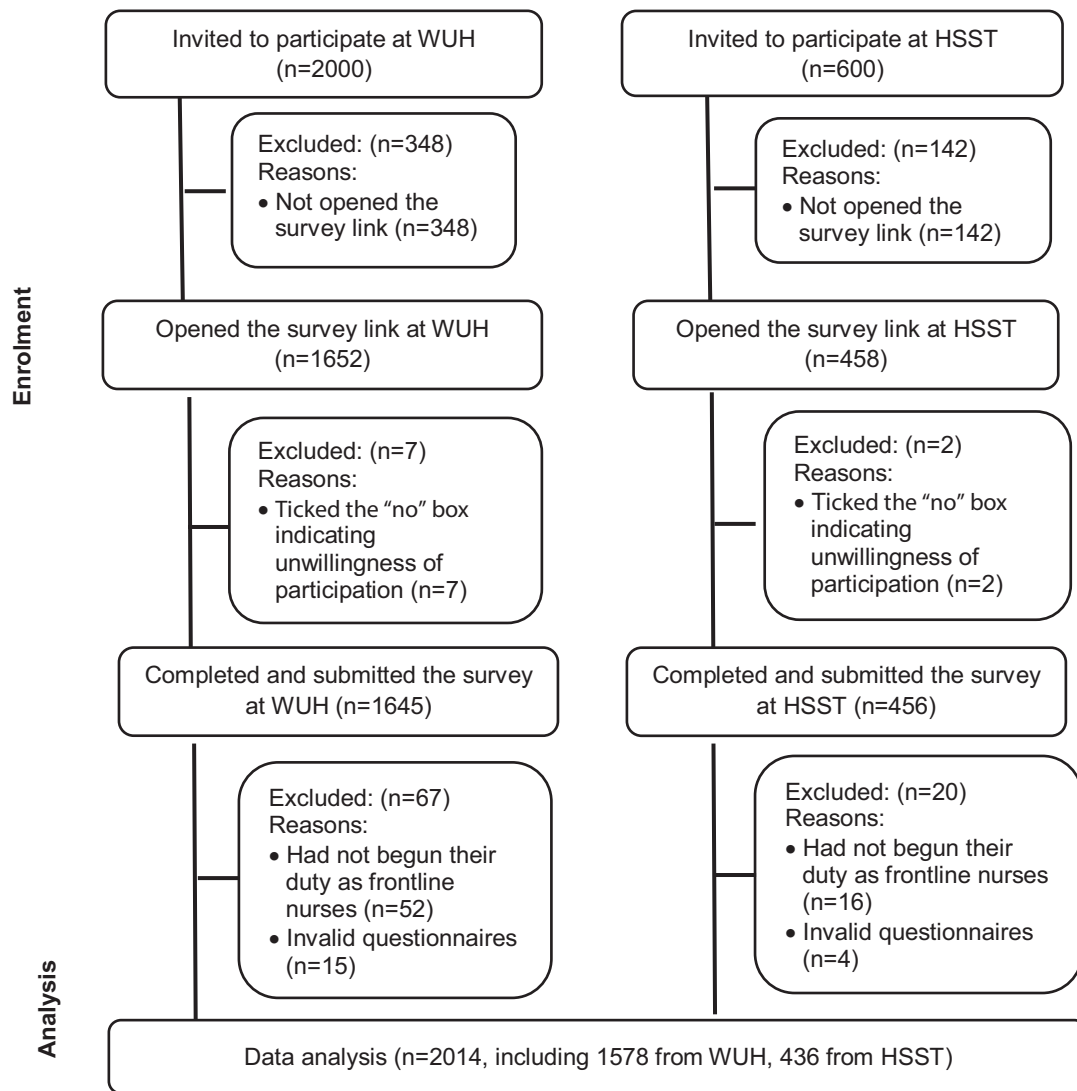 Invited to participate at WUH
(n=2000)
Invited to participate at HSST
(n=600)
Excluded: (n=348)
Reasons:
• Not opened the
survey link (n=348)
Excluded: (n=142)
Reasons:
• Not opened the
survey link (n=142)
Enrolment
Opened the survey link at WUH
(n=1652)
Opened the survey link at HSST
(n=458)
Excluded: (n=7)
Reasons:
• Ticked the “no” box
indicating
unwillingness of
participation (n=7)
Excluded: (n=2)
Reasons:
• Ticked the “no” box
indicating
unwillingness of
participation (n=2)
Completed and submitted the survey
at WUH (n=1645)
Completed and submitted the survey
at HSST (n=456)
Excluded: (n=67)
Reasons:
• Had not begun their
duty as frontline
nurses (n=52)
• Invalid questionnaires
(n=15)
Excluded: (n=20)
Reasons:
• Had not begun their
duty as frontline nurses
(n=16)
• Invalid questionnaires
(n=4)
Analysis
Data analysis (n=2014, including 1578 from WUH, 436 from HSST)